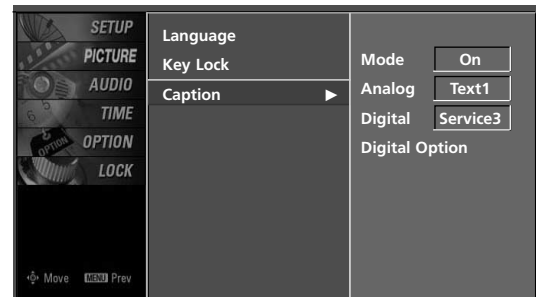 SETUP
PICTURE
AUDIO
TIME
OPTION
LOCK
Move MENU Prev
Language
Key Lock
Caption ▶
Mode On
Analog Text1
Digital Service3
Digital Option